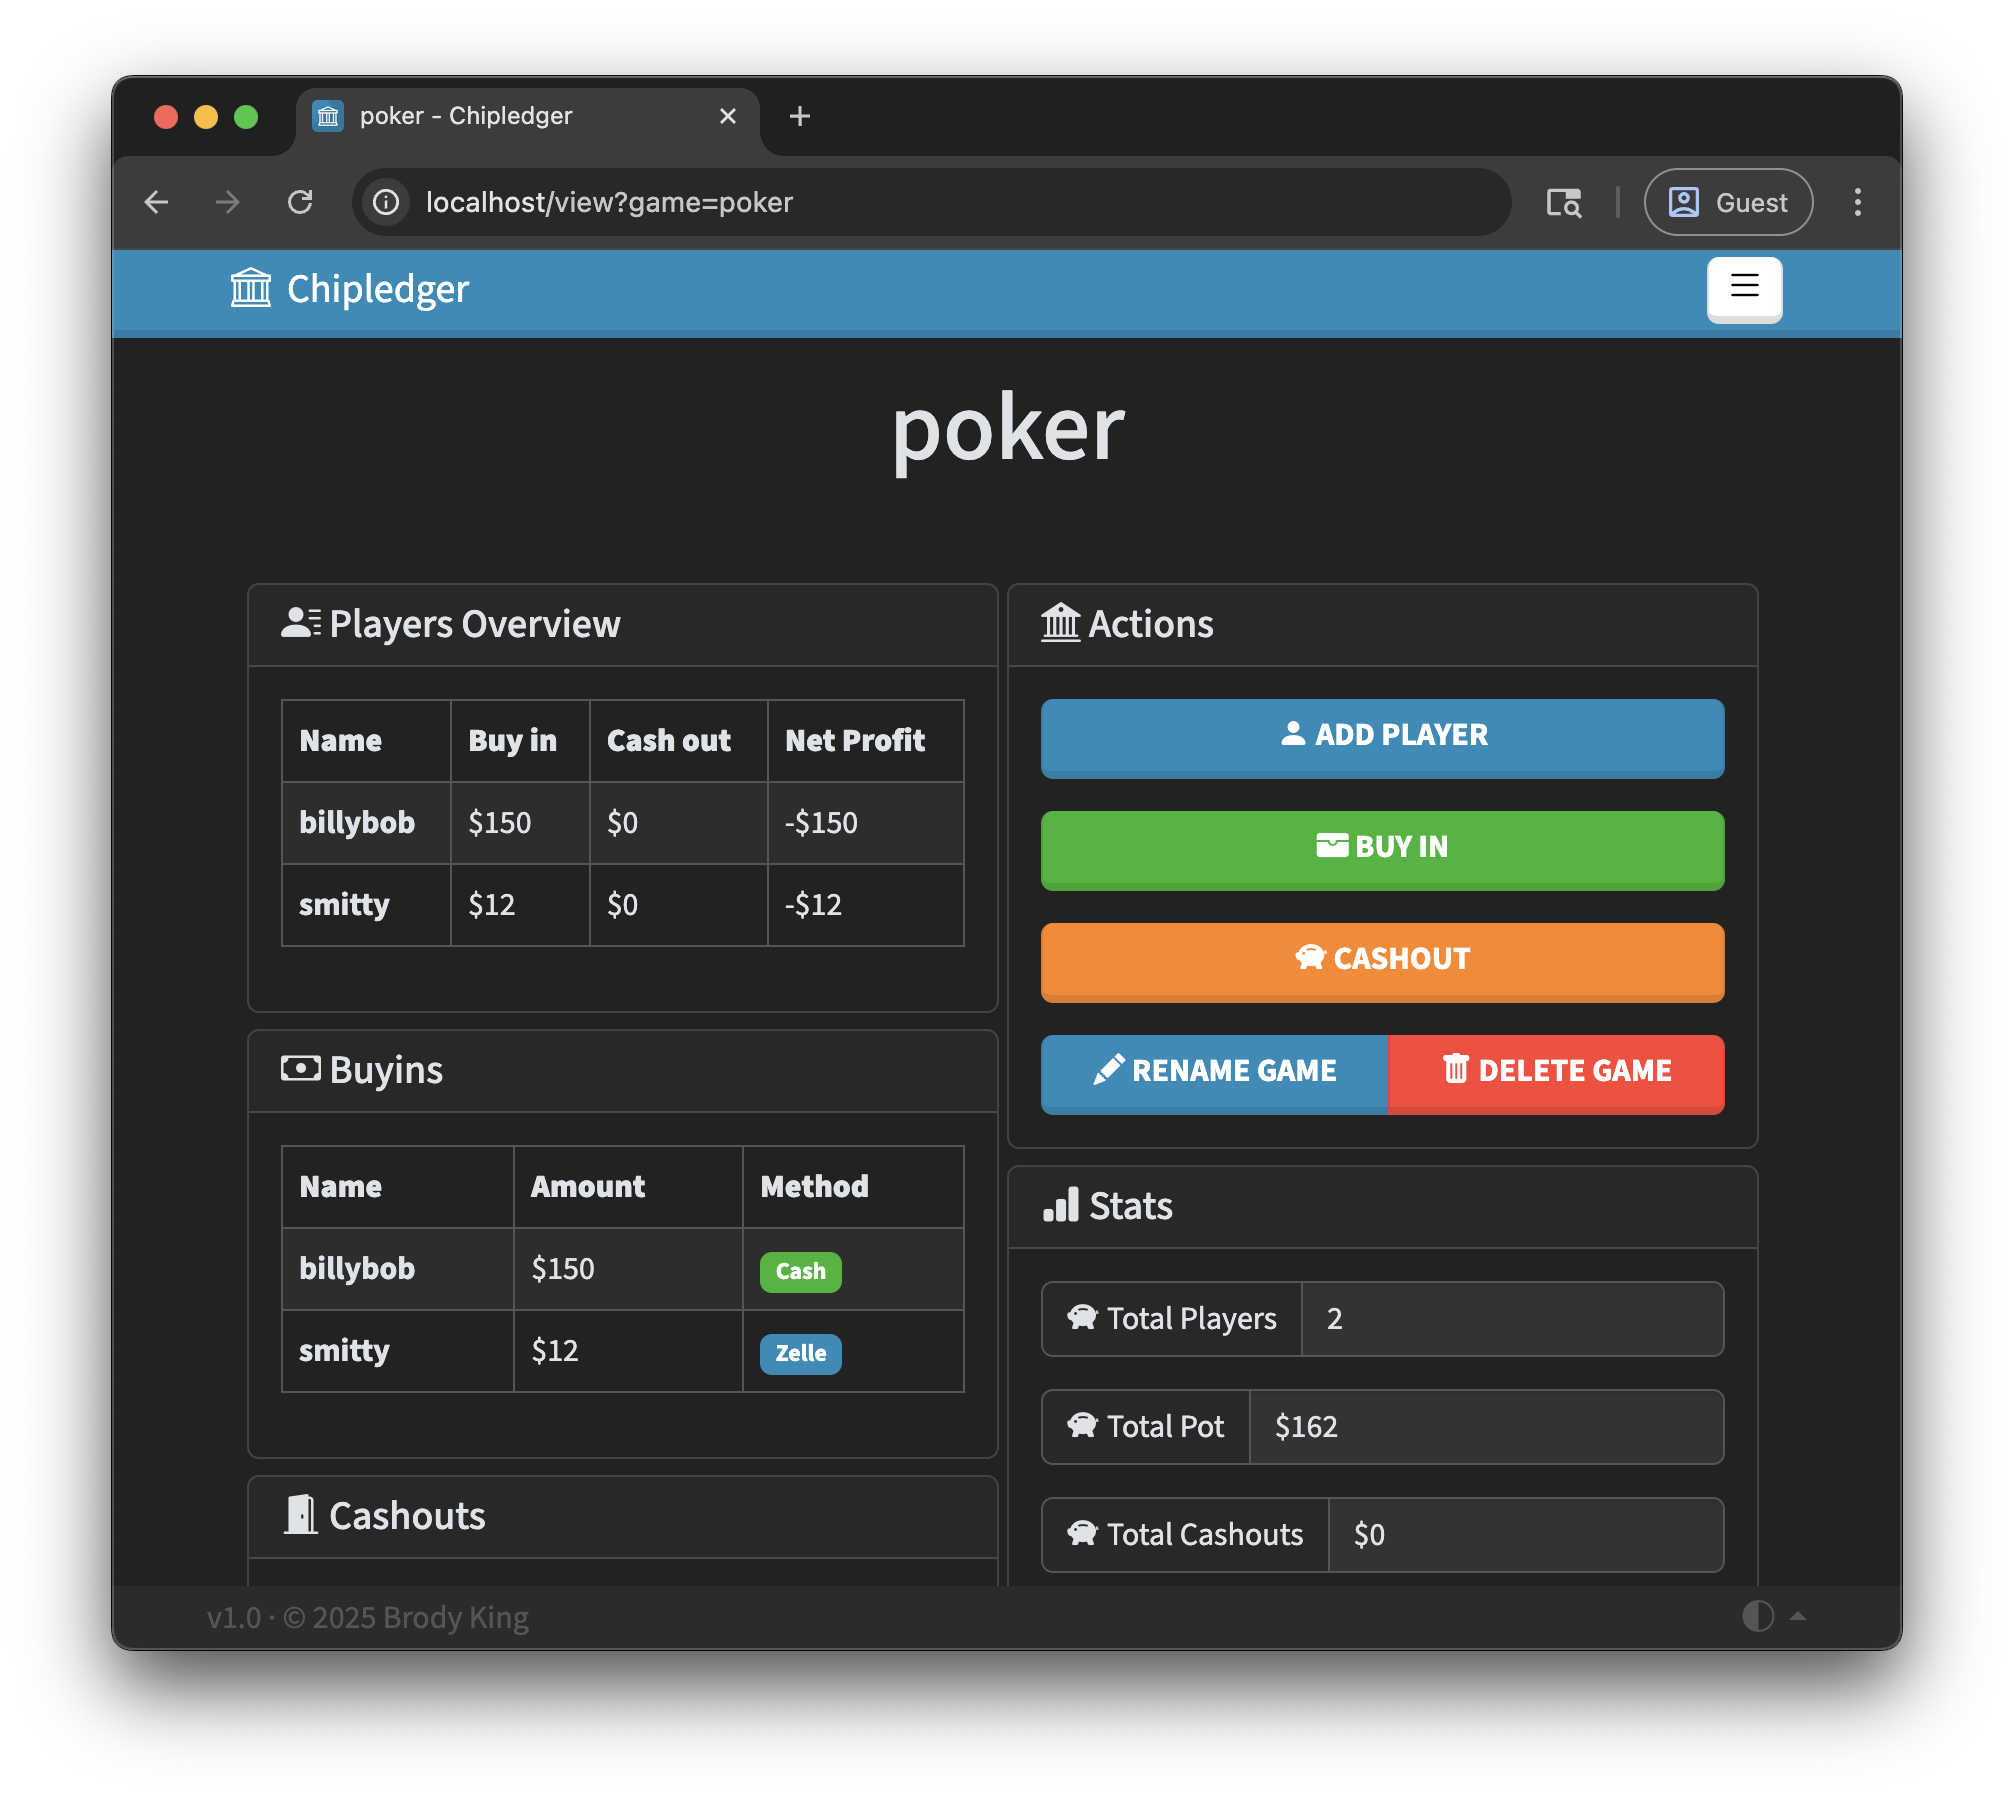 poker - Chipledger
localhost/view?game=poker
Guest
Chipledger
poker
Players Overview
Name Buy in Cash out Net Profit
billybob $150 $0 -$150
smitty $12 $0 -$12
Buyins
Name Amount Method
billybob $150 Cash
smitty $12 Zelle
Cashouts
Actions
ADD PLAYER
BUY IN
CASHOUT
RENAME GAME DELETE GAME
Stats
Total Players 2
Total Pot $162
Total Cashouts $0
v1.0 · © 2025 Brody King